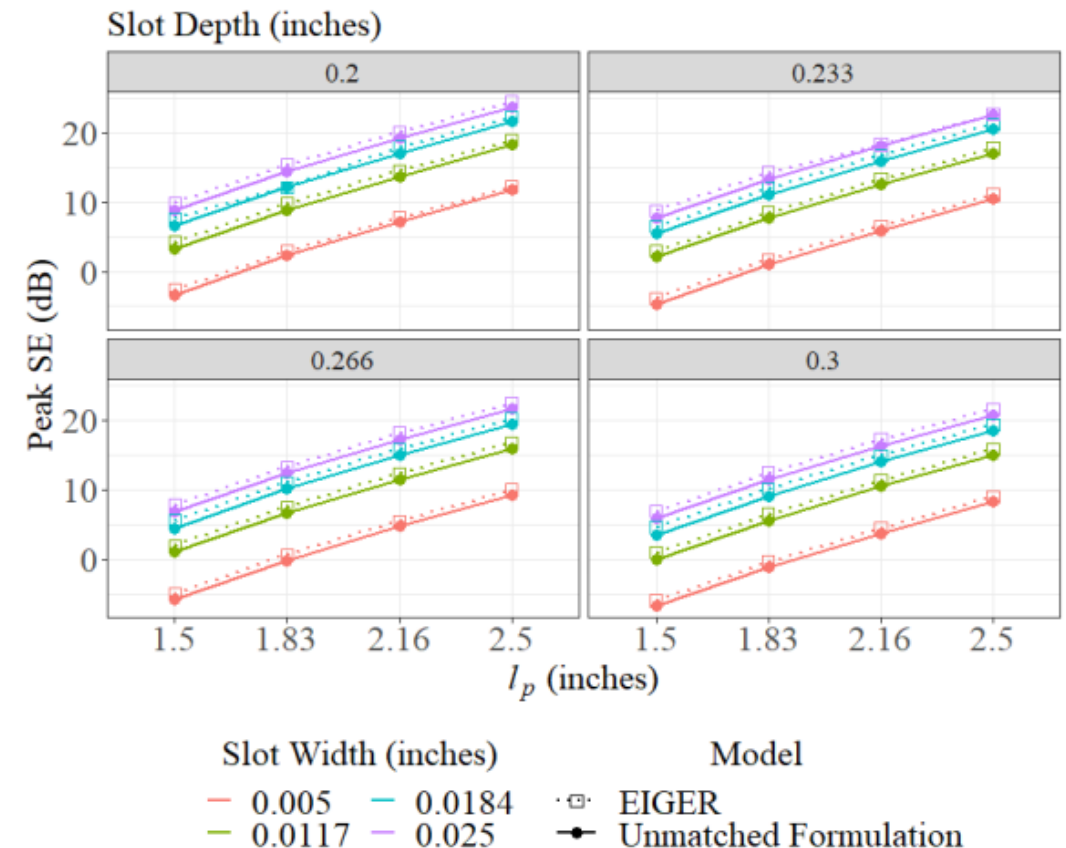 Slot Depth (inches)
0.2 0.233
20
10
0
0.266 0.3
20
10
0
Peak SE (dB)
1.5 1.83 2.16 2.5 1.5 1.83 2.16 2.5
l_p (inches)
Slot Width (inches) Model
0.005 0.0184 EIGER
0.0117 0.025 Unmatched Formulation